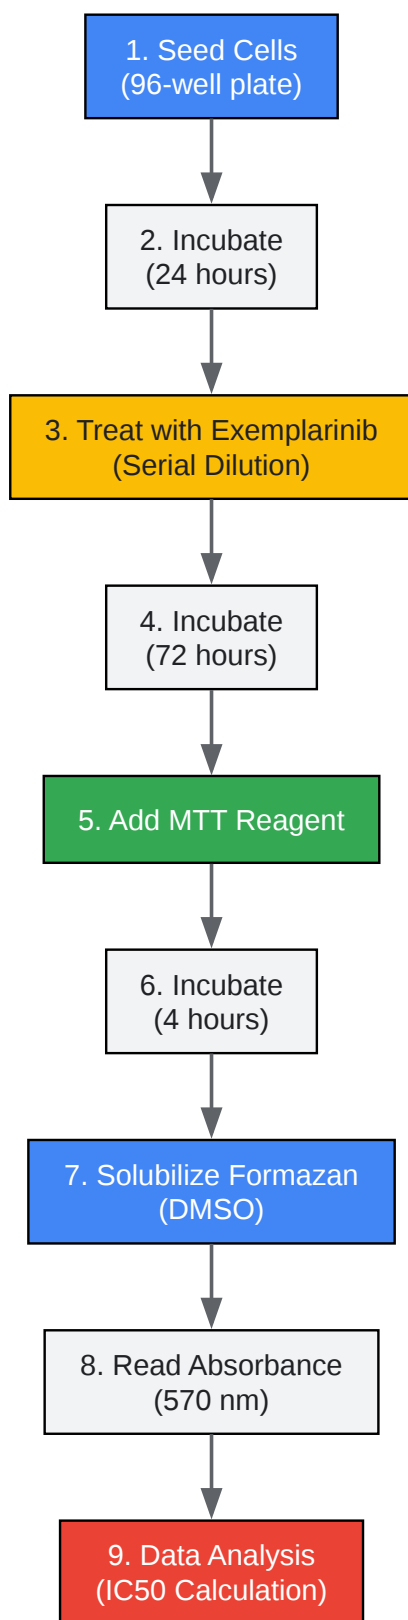 1. Seed Cells
(96-well plate)
2. Incubate
(24 hours)
3. Treat with Exemplarinib
(Serial Dilution)
4. Incubate
(72 hours)
5. Add MTT Reagent
6. Incubate
(4 hours)
7. Solubilize Formazan
(DMSO)
8. Read Absorbance
(570 nm)
9. Data Analysis
(IC50 Calculation)